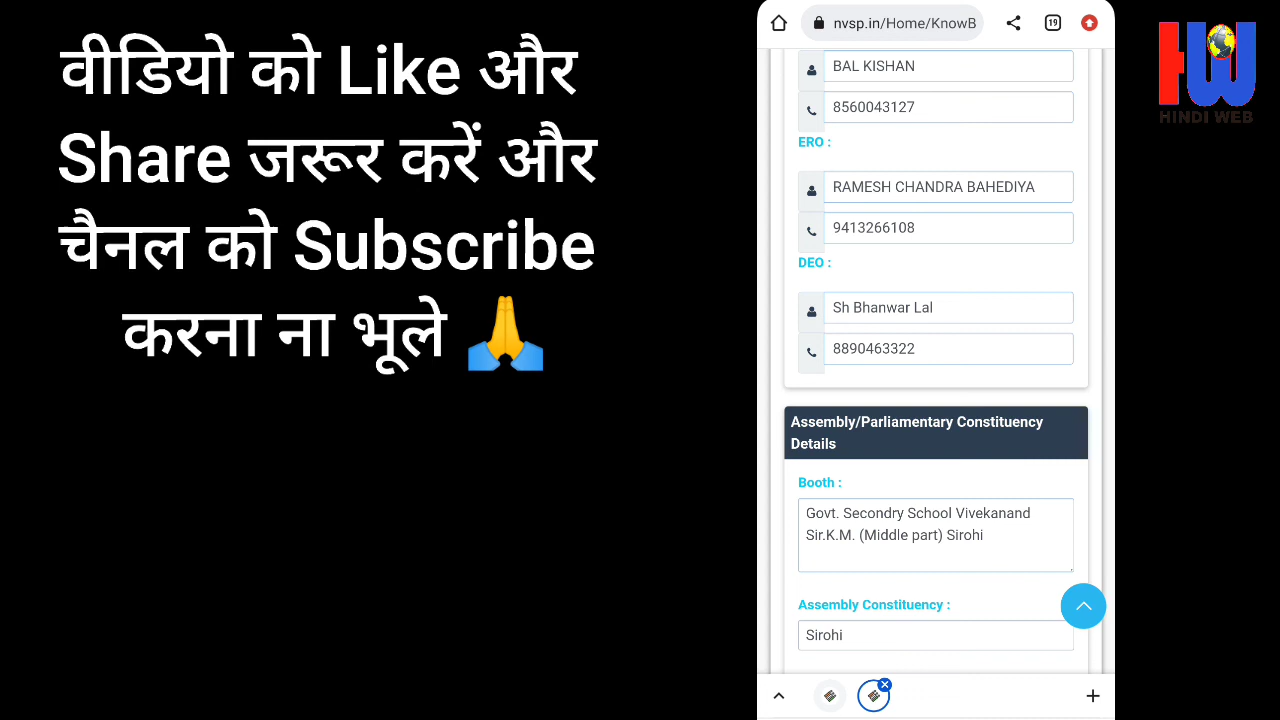 वीडियो को Like और
Share जरूर करें और
चैनल को Subscribe
करना ना भूले 🙏
nvsp.in/Home/KnowB
19
BAL KISHAN
8560043127
ERO :
RAMESH CHANDRA BAHEDIYA
9413266108
DEO :
Sh Bhanwar Lal
8890463322
Assembly/Parliamentary Constituency
Details
Booth :
Govt. Secondry School Vivekanand
Sir.K.M. (Middle part) Sirohi
Assembly Constituency :
Sirohi
HW
HINDI WEB